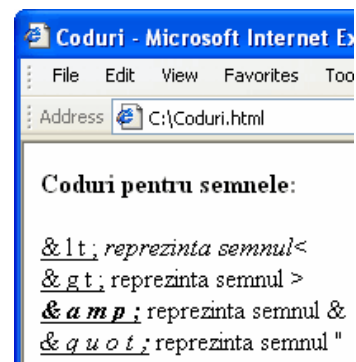 Coduri - Microsoft Internet Ex
File Edit View Favorites Too
Address C:\Coduri.html
Coduri pentru semnele:
&lt; reprezinta semnul<
&gt; reprezinta semnul >
&amp; reprezinta semnul &
&quot; reprezinta semnul "